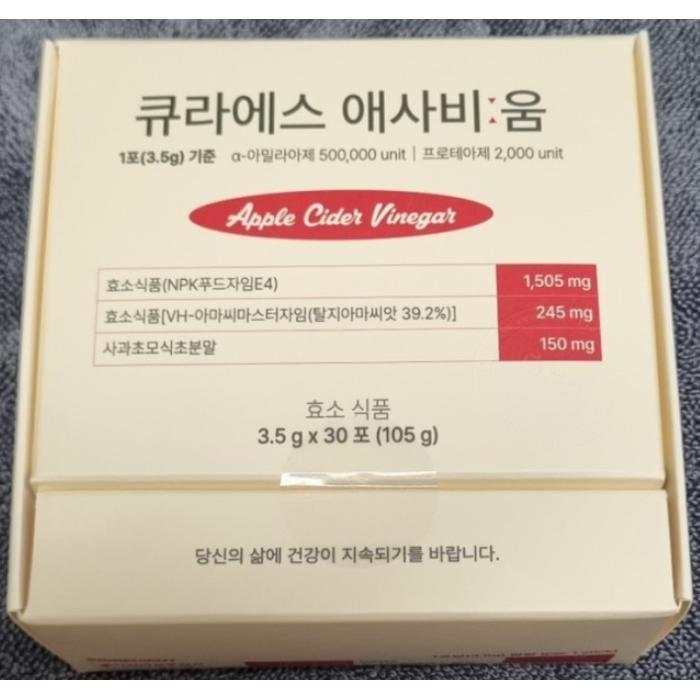 큐라에스 애사비:움
1포(3.5g) 기준 α-아밀라아제 500,000 unit | 프로테아제 2,000 unit
Apple Cider Vinegar
효소식품(NPK푸드자임E4) 1,505 mg
효소식품[VH-아마씨마스터자임(탈지아마씨앗 39.2%)] 245 mg
사과초모식초분말 150 mg
효소 식품
3.5 g x 30 포 (105 g)
당신의 삶에 건강이 지속되기를 바랍니다.